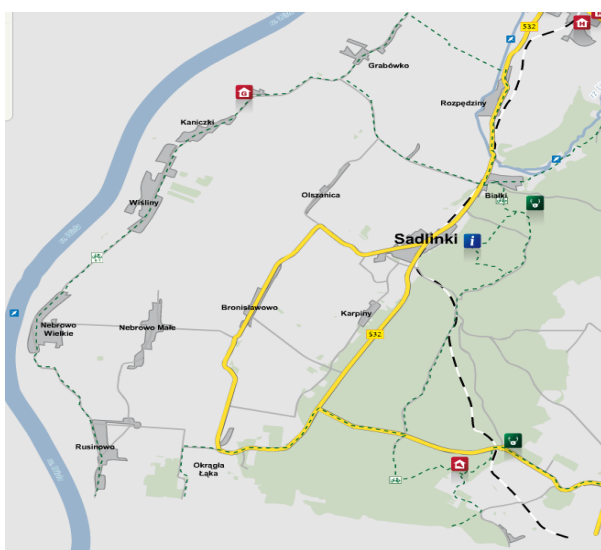 532
H
Grabówko
Rozpędziny
Kaniczki
Białki
Olszanica
Wiśliny
Sadlinki
i
Bronisławowo
Karpiny
Nebrowo
Wielkie
Nebrowo Małe
532
Rusinowo
Okrągła
Łąka